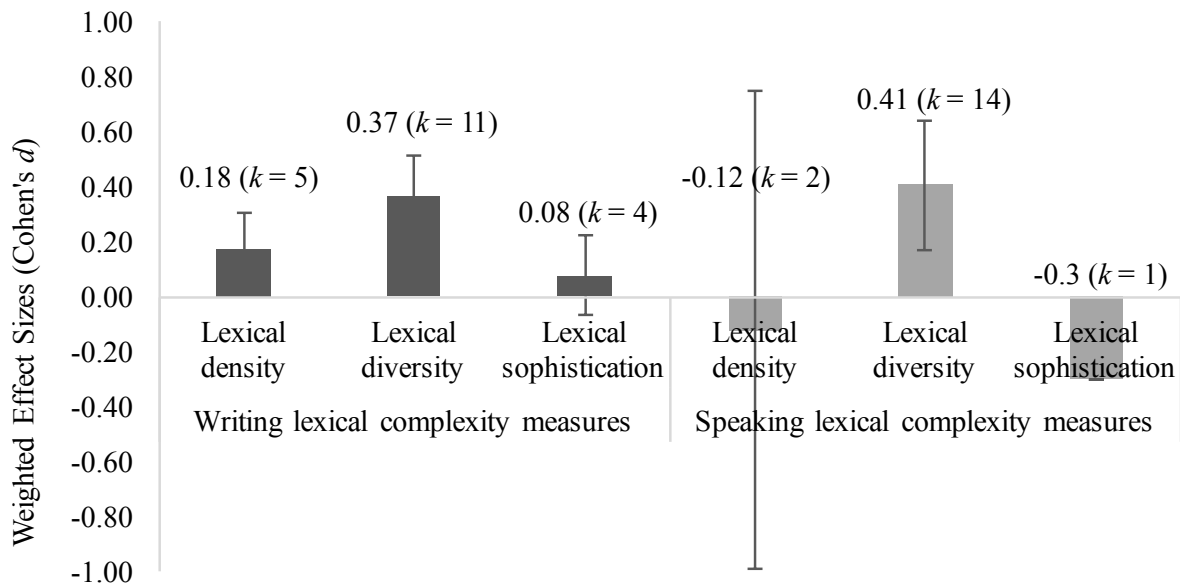 Weighted Effect Sizes (Cohen's d)
1.00
0.80
0.60
0.40
0.20
0.00
-0.20
-0.40
-0.60
-0.80
-1.00
0.18 (k = 5)
0.37 (k = 11)
0.08 (k = 4)
-0.12 (k = 2)
0.41 (k = 14)
-0.3 (k = 1)
Lexical
density
Lexical
diversity
Lexical
sophistication
Lexical
density
Lexical
diversity
Lexical
sophistication
Writing lexical complexity measures
Speaking lexical complexity measures